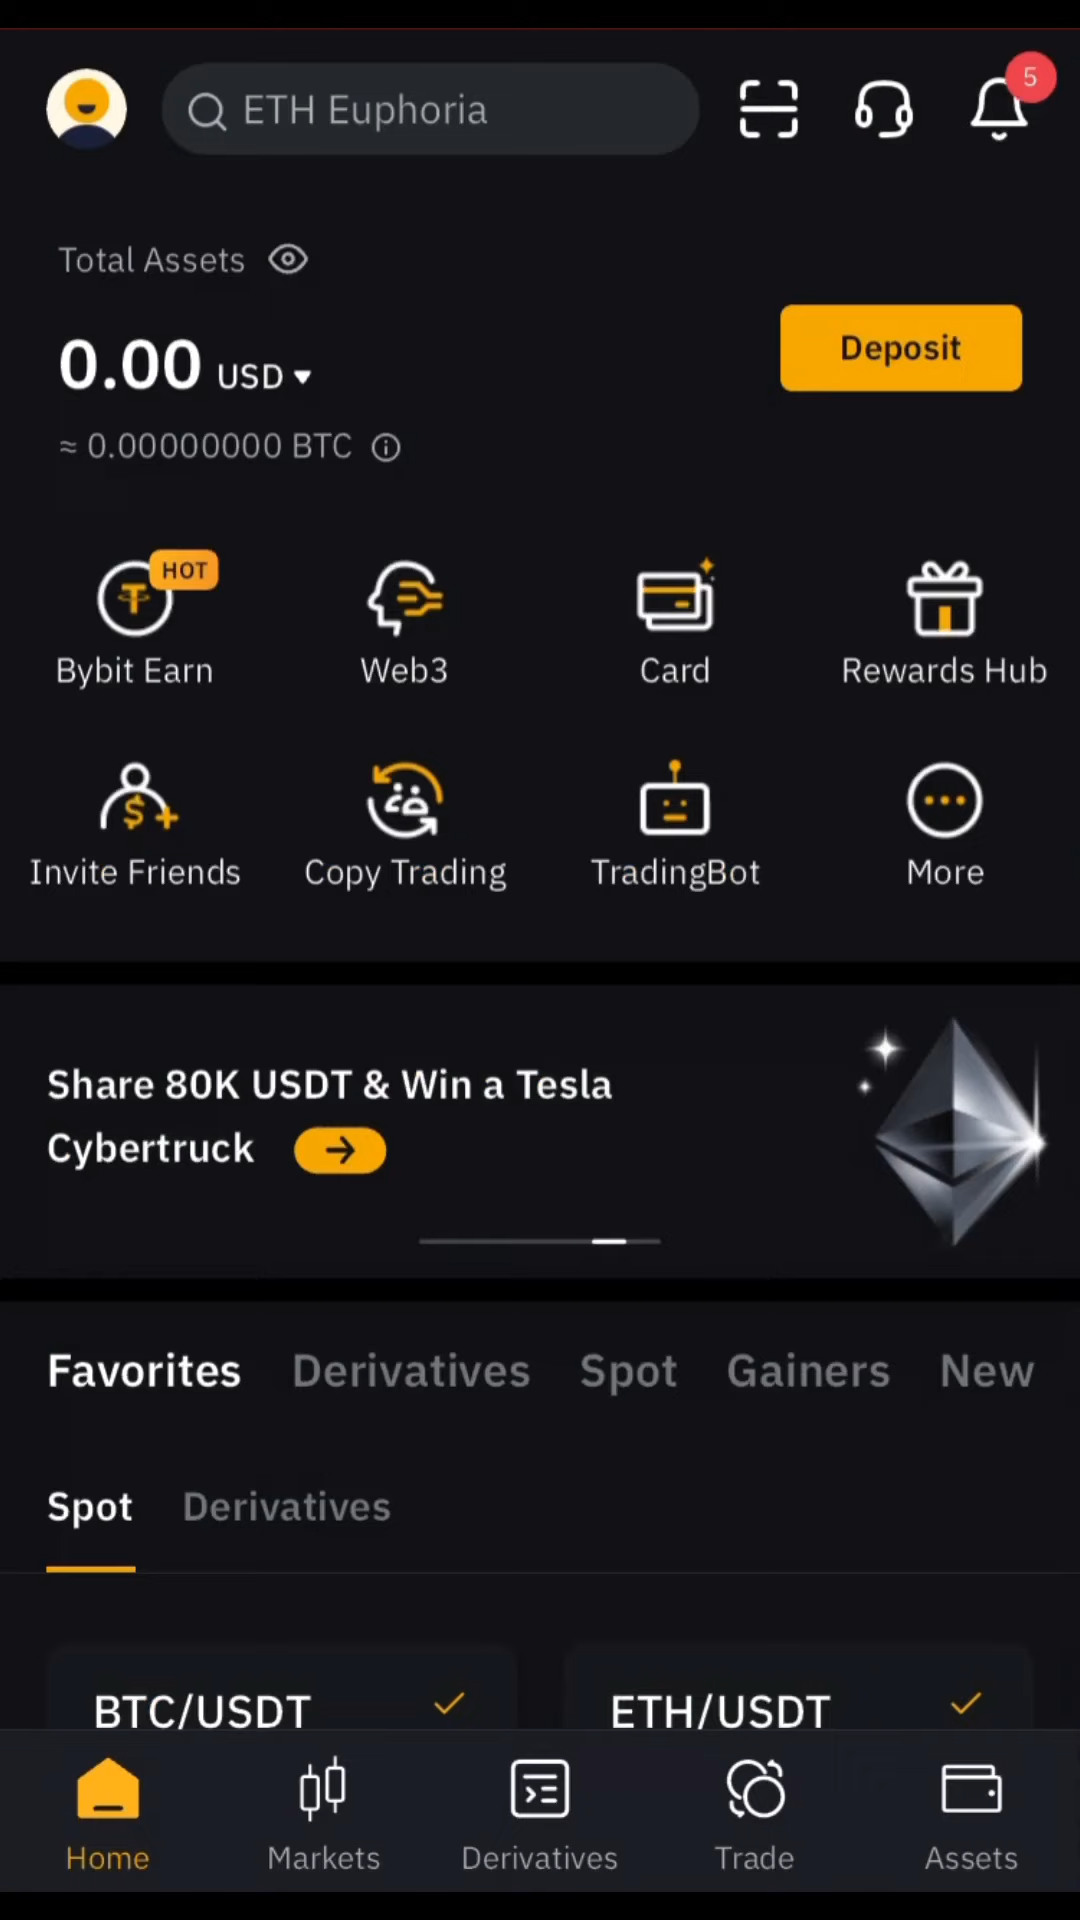 ETH Euphoria
5
Total Assets
0.00 USD
Deposit
≈ 0.00000000 BTC
HOT
Bybit Earn
Web3
Card
Rewards Hub
Invite Friends
Copy Trading
TradingBot
More
Share 80K USDT & Win a Tesla
Cybertruck
Favorites Derivatives Spot Gainers New
Spot Derivatives
BTC/USDT
ETH/USDT
Home
Markets
Derivatives
Trade
Assets